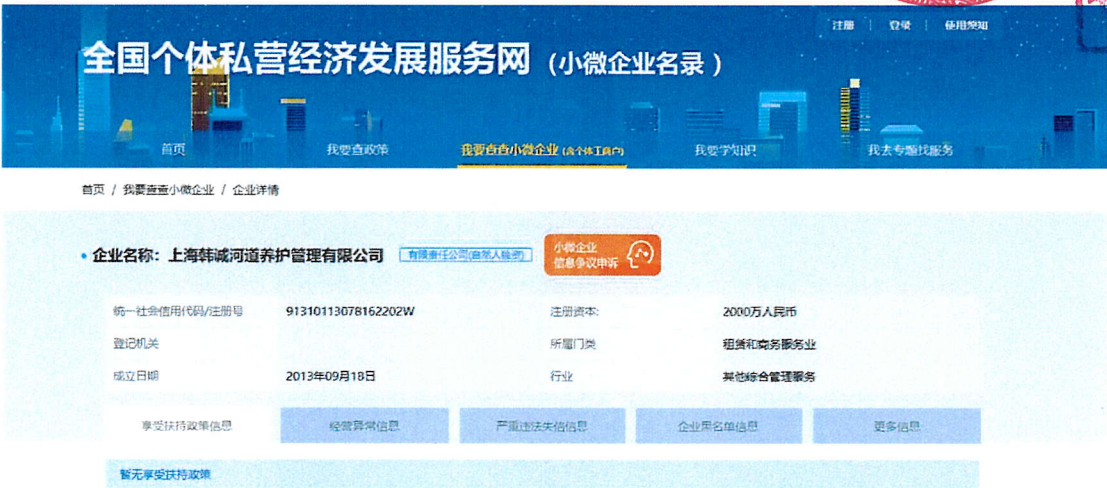 注册 | 登录 | 使用须知
全国个体私营经济发展服务网（小微企业名录）
首页 我要查政策 我要查查小微企业 (含个体工商户) 我要学知识 我去专题找服务
首页 / 我要查查小微企业 / 企业详情
• 企业名称：上海韩诚河道养护管理有限公司 有限责任公司(自然人独资) 小微企业
信息争议申诉
统一社会信用代码/注册号 91310113078162202W 注册资本: 2000万人民币
登记机关 所属门类 租赁和商务服务业
成立日期 2013年09月18日 行业 其他综合管理服务
享受扶持政策信息 经营异常信息 严重违法失信信息 企业黑名单信息 更多信息
暂无享受扶持政策